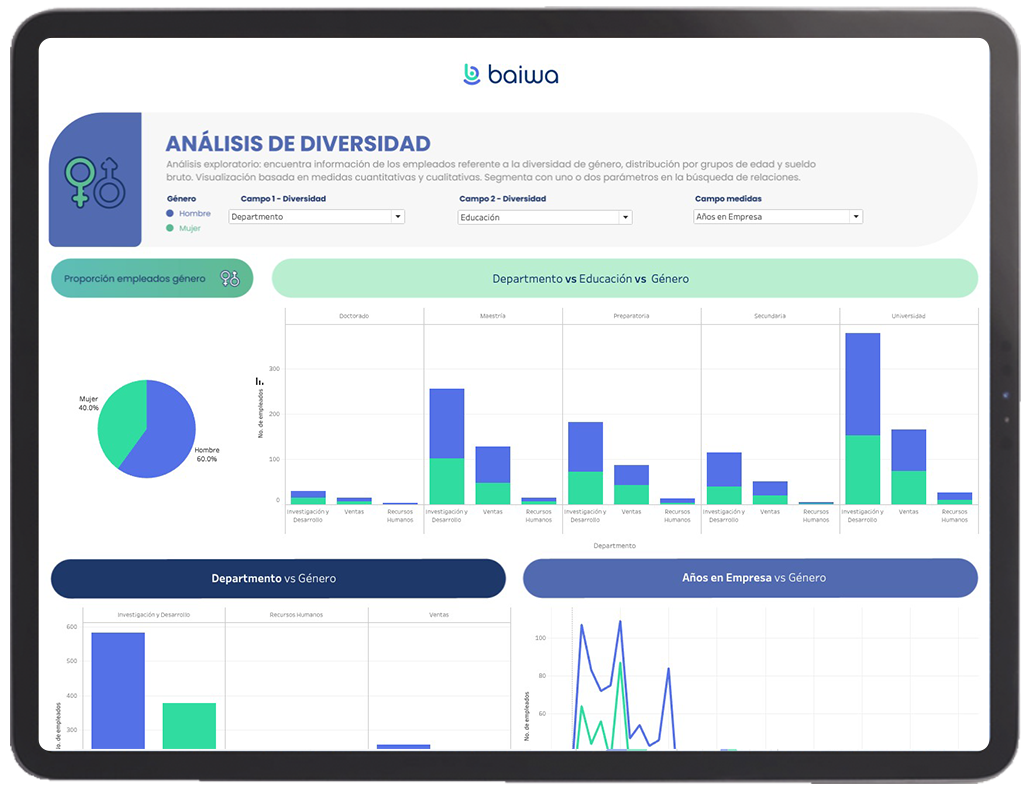 baiwa
ANÁLISIS DE DIVERSIDAD
Análisis exploratorio: encuentra información de los empleados referente a la diversidad de género, distribución por grupos de edad y sueldo
bruto. Visualización basada en medidas cuantitativas y cualitativas. Segmenta con uno o dos parámetros en la búsqueda de relaciones.
Género
Hombre
Mujer
Campo 1 - Diversidad
Departmento
Campo 2 - Diversidad
Educación
Campo medidas
Años en Empresa
Proporción empleados género
Departmento vs Educación vs Género
Mujer
40.0%
Hombre
60.0%
Doctorado Maestría Preparatoria Secundaria Universidad
No. de empleados
300
200
100
0
Investigación y Ventas Recursos Investigación y Ventas Recursos Investigación y Ventas Recursos Investigación y Ventas Recursos Investigación y Ventas Recursos
Desarrollo Humanos Desarrollo Humanos Desarrollo Humanos Desarrollo Humanos Desarrollo Humanos
Departmento
Departmento vs Género
Investigación y Desarrollo Recursos Humanos Ventas
No. de empleados
600
500
400
300
Años en Empresa vs Género
No. de empleados
100
80
60